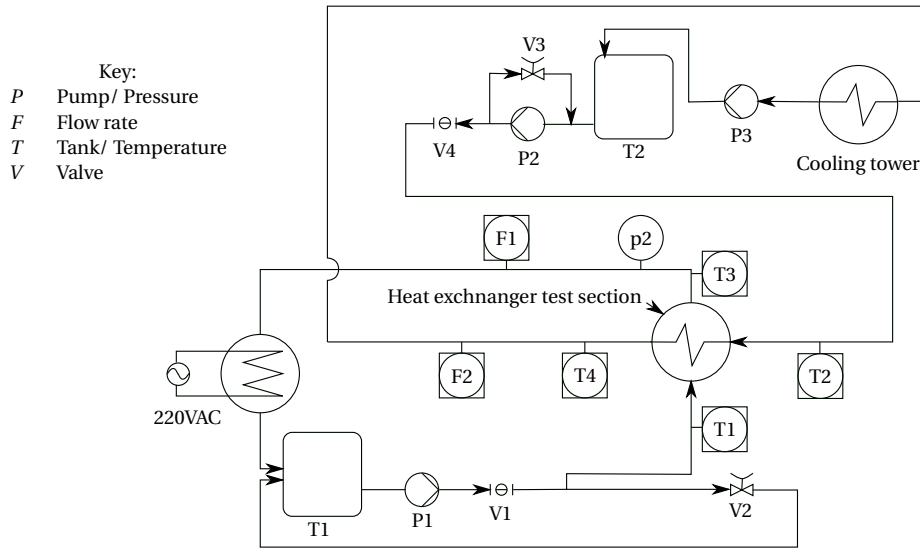 Key:
P Pump/ Pressure
F Flow rate
T Tank/ Temperature
V Valve
V3
V4
P2
T2
P3
Cooling tower
F1
p2
T3
Heat exchnanger test section
F2
T4
T2
220VAC
T1
T1
P1
V1
V2